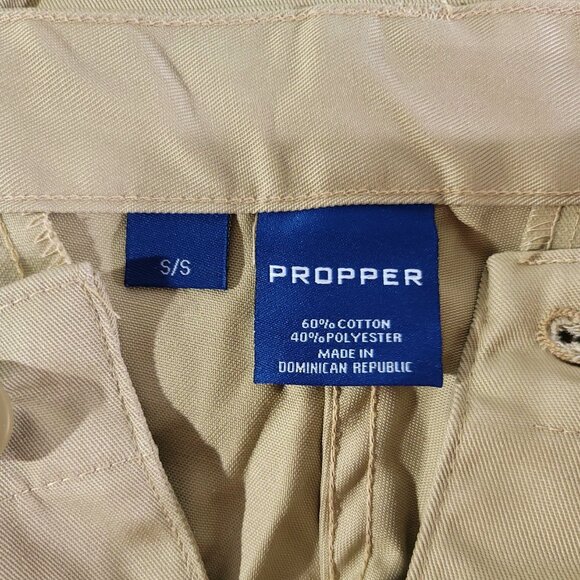 S/S
PROPPER
60% COTTON
40% POLYESTER
MADE IN
DOMINICAN REPUBLIC